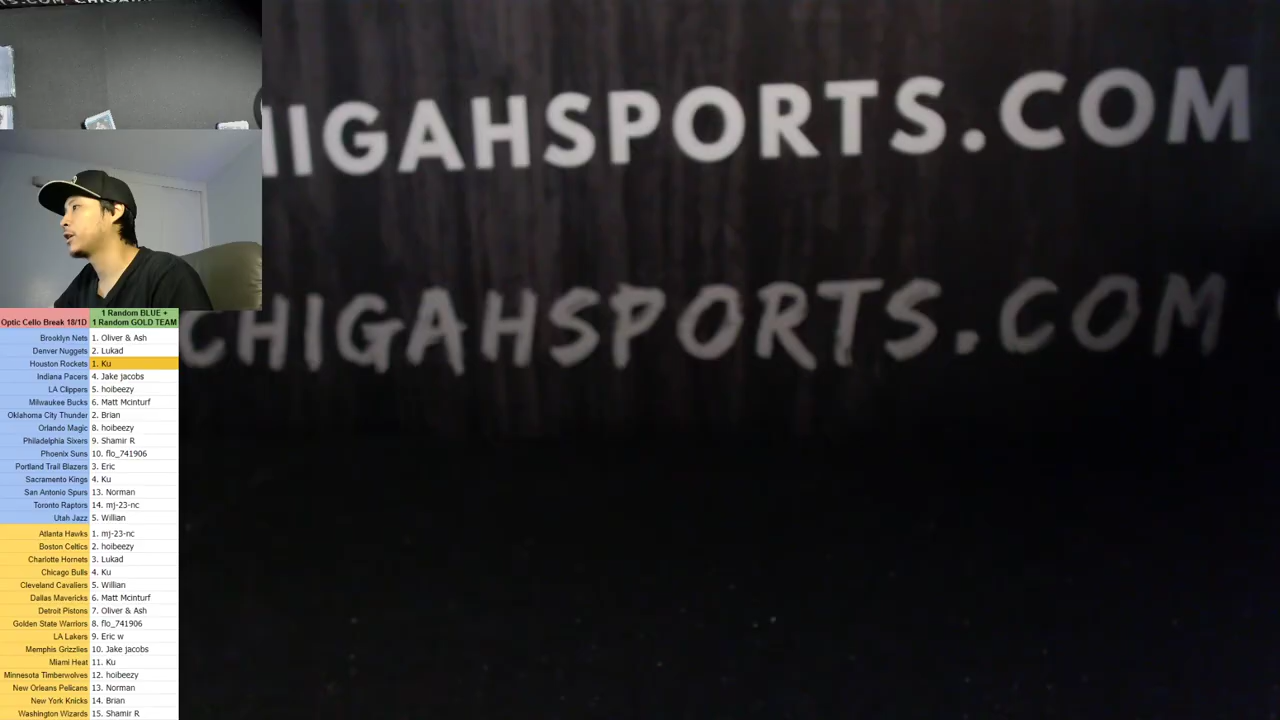 HIGAHSPORTS.COM
CHIGAHSPORTS.COM
Optic Cello Break 18/1D
1 Random BLUE +
1 Random GOLD TEAM
Brooklyn Nets 1. Oliver & Ash
Denver Nuggets 2. Lukad
Houston Rockets 1. Ku
Indiana Pacers 4. Jake jacobs
LA Clippers 5. hoibeezy
Milwaukee Bucks 6. Matt Mcinturf
Oklahoma City Thunder 2. Brian
Orlando Magic 8. hoibeezy
Philadelphia Sixers 9. Shamir R
Phoenix Suns 10. flo_741906
Portland Trail Blazers 3. Eric
Sacramento Kings 4. Ku
San Antonio Spurs 13. Norman
Toronto Raptors 14. mj-23-nc
Utah Jazz 5. Willian
Atlanta Hawks 1. mj-23-nc
Boston Celtics 2. hoibeezy
Charlotte Hornets 3. Lukad
Chicago Bulls 4. Ku
Cleveland Cavaliers 5. Willian
Dallas Mavericks 6. Matt Mcinturf
Detroit Pistons 7. Oliver & Ash
Golden State Warriors 8. flo_741906
LA Lakers 9. Eric w
Memphis Grizzlies 10. Jake jacobs
Miami Heat 11. Ku
Minnesota Timberwolves 12. hoibeezy
New Orleans Pelicans 13. Norman
New York Knicks 14. Brian
Washington Wizards 15. Shamir R